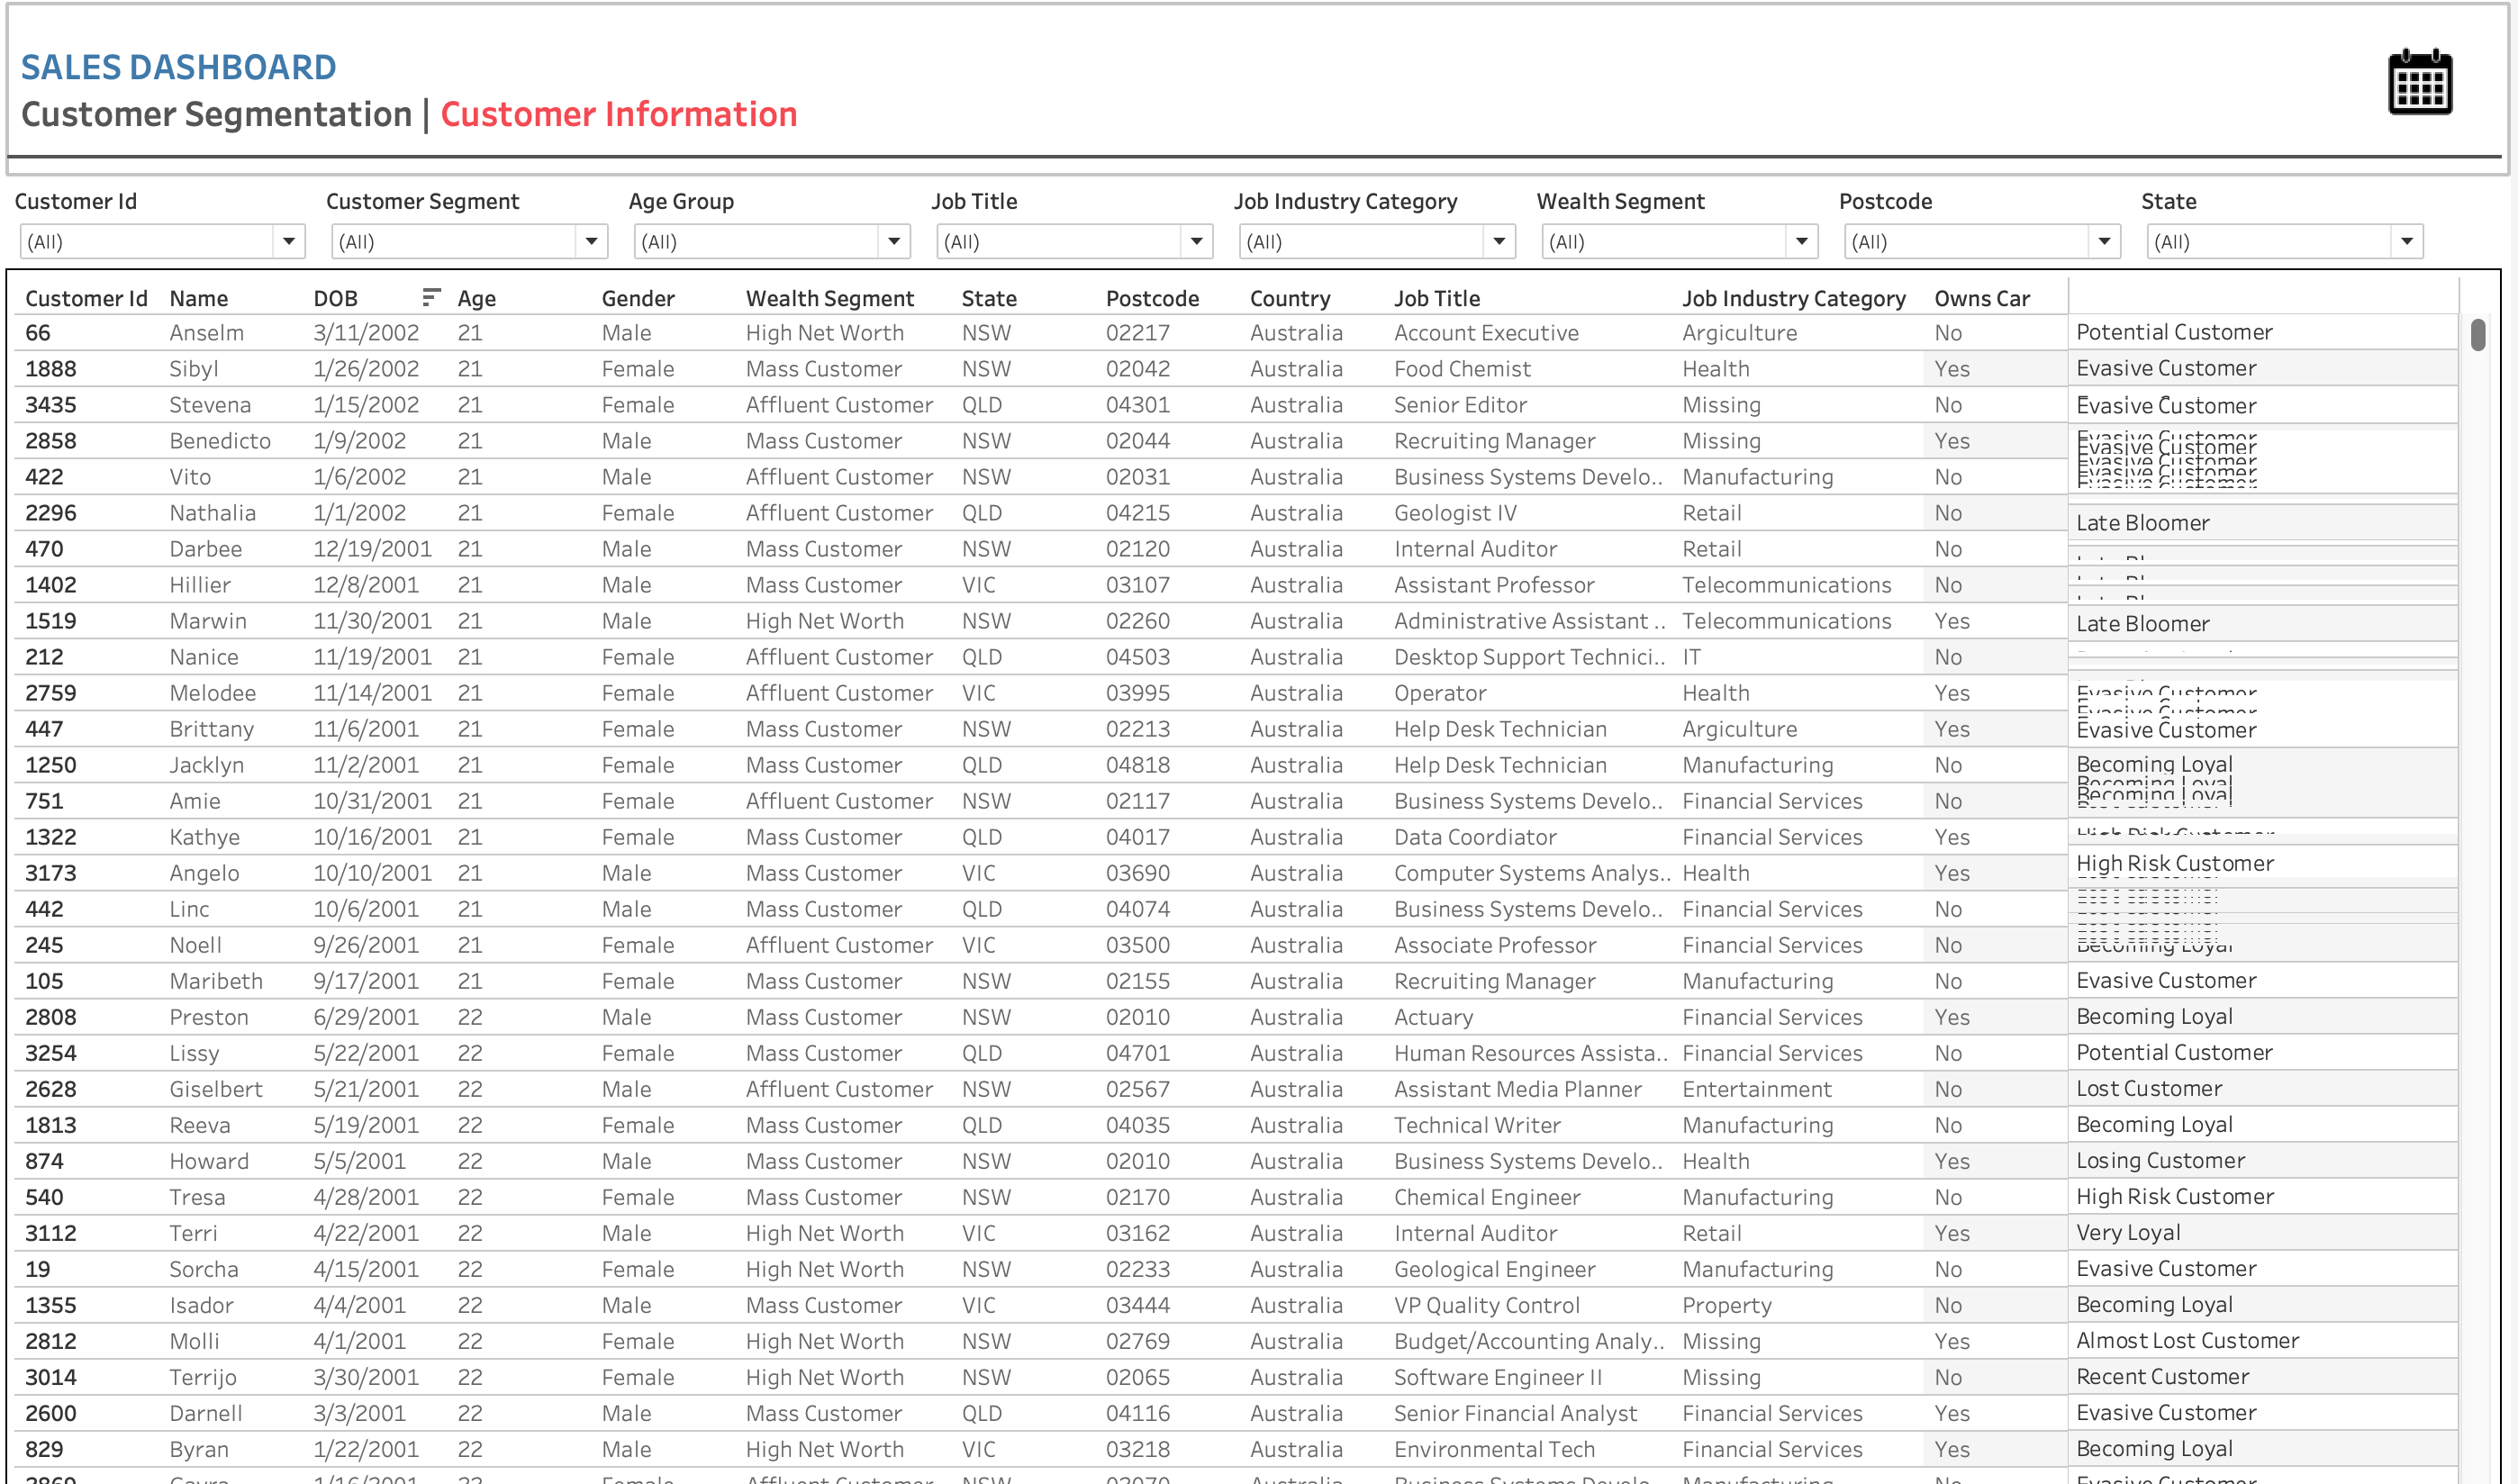 SALES DASHBOARD
Customer Segmentation | Customer Information
Customer Id Customer Segment Age Group Job Title Job Industry Category Wealth Segment Postcode State
(All) (All) (All) (All) (All) (All) (All) (All)
Customer Id Name DOB Age Gender Wealth Segment State Postcode Country Job Title Job Industry Category Owns Car
66 Anselm 3/11/2002 21 Male High Net Worth NSW 02217 Australia Account Executive Argiculture No Potential Customer
1888 Sibyl 1/26/2002 21 Female Mass Customer NSW 02042 Australia Food Chemist Health Yes Evasive Customer
3435 Stevena 1/15/2002 21 Female Affluent Customer QLD 04301 Australia Senior Editor Missing No Evasive Customer
2858 Benedicto 1/9/2002 21 Male Mass Customer NSW 02044 Australia Recruiting Manager Missing Yes Evasive Customer
422 Vito 1/6/2002 21 Male Affluent Customer NSW 02031 Australia Business Systems Develo.. Manufacturing No
2296 Nathalia 1/1/2002 21 Female Affluent Customer QLD 04215 Australia Geologist IV Retail No Late Bloomer
470 Darbee 12/19/2001 21 Male Mass Customer NSW 02120 Australia Internal Auditor Retail No
1402 Hillier 12/8/2001 21 Male Mass Customer VIC 03107 Australia Assistant Professor Telecommunications No
1519 Marwin 11/30/2001 21 Male High Net Worth NSW 02260 Australia Administrative Assistant .. Telecommunications Yes Late Bloomer
212 Nanice 11/19/2001 21 Female Affluent Customer QLD 04503 Australia Desktop Support Technici.. IT No
2759 Melodee 11/14/2001 21 Female Affluent Customer VIC 03995 Australia Operator Health Yes Evasive Customer
447 Brittany 11/6/2001 21 Female Mass Customer NSW 02213 Australia Help Desk Technician Argiculture Yes Evasive Customer
1250 Jacklyn 11/2/2001 21 Female Mass Customer QLD 04818 Australia Help Desk Technician Manufacturing No Becoming Loyal
751 Amie 10/31/2001 21 Female Affluent Customer NSW 02117 Australia Business Systems Develo.. Financial Services No Becoming Loyal
1322 Kathye 10/16/2001 21 Female Mass Customer QLD 04017 Australia Data Coordiator Financial Services Yes
3173 Angelo 10/10/2001 21 Male Mass Customer VIC 03690 Australia Computer Systems Analys.. Health Yes High Risk Customer
442 Linc 10/6/2001 21 Male Mass Customer QLD 04074 Australia Business Systems Develo.. Financial Services No
245 Noell 9/26/2001 21 Female Affluent Customer VIC 03500 Australia Associate Professor Financial Services No Becoming Loyal
105 Maribeth 9/17/2001 21 Female Mass Customer NSW 02155 Australia Recruiting Manager Manufacturing No Evasive Customer
2808 Preston 6/29/2001 22 Male Mass Customer NSW 02010 Australia Actuary Financial Services Yes Becoming Loyal
3254 Lissy 5/22/2001 22 Female Mass Customer QLD 04701 Australia Human Resources Assista.. Financial Services No Potential Customer
2628 Giselbert 5/21/2001 22 Male Affluent Customer NSW 02567 Australia Assistant Media Planner Entertainment No Lost Customer
1813 Reeva 5/19/2001 22 Female Mass Customer QLD 04035 Australia Technical Writer Manufacturing No Becoming Loyal
874 Howard 5/5/2001 22 Male Mass Customer NSW 02010 Australia Business Systems Develo.. Health Yes Losing Customer
540 Tresa 4/28/2001 22 Female Mass Customer NSW 02170 Australia Chemical Engineer Manufacturing No High Risk Customer
3112 Terri 4/22/2001 22 Male High Net Worth VIC 03162 Australia Internal Auditor Retail Yes Very Loyal
19 Sorcha 4/15/2001 22 Female High Net Worth NSW 02233 Australia Geological Engineer Manufacturing No Evasive Customer
1355 Isador 4/4/2001 22 Male Mass Customer VIC 03444 Australia VP Quality Control Property No Becoming Loyal
2812 Molli 4/1/2001 22 Female High Net Worth NSW 02769 Australia Budget/Accounting Analy.. Missing Yes Almost Lost Customer
3014 Terrijo 3/30/2001 22 Female High Net Worth NSW 02065 Australia Software Engineer II Missing No Recent Customer
2600 Darnell 3/3/2001 22 Male Mass Customer QLD 04116 Australia Senior Financial Analyst Financial Services Yes Evasive Customer
829 Byran 1/22/2001 22 Male High Net Worth VIC 03218 Australia Environmental Tech Financial Services Yes Becoming Loyal